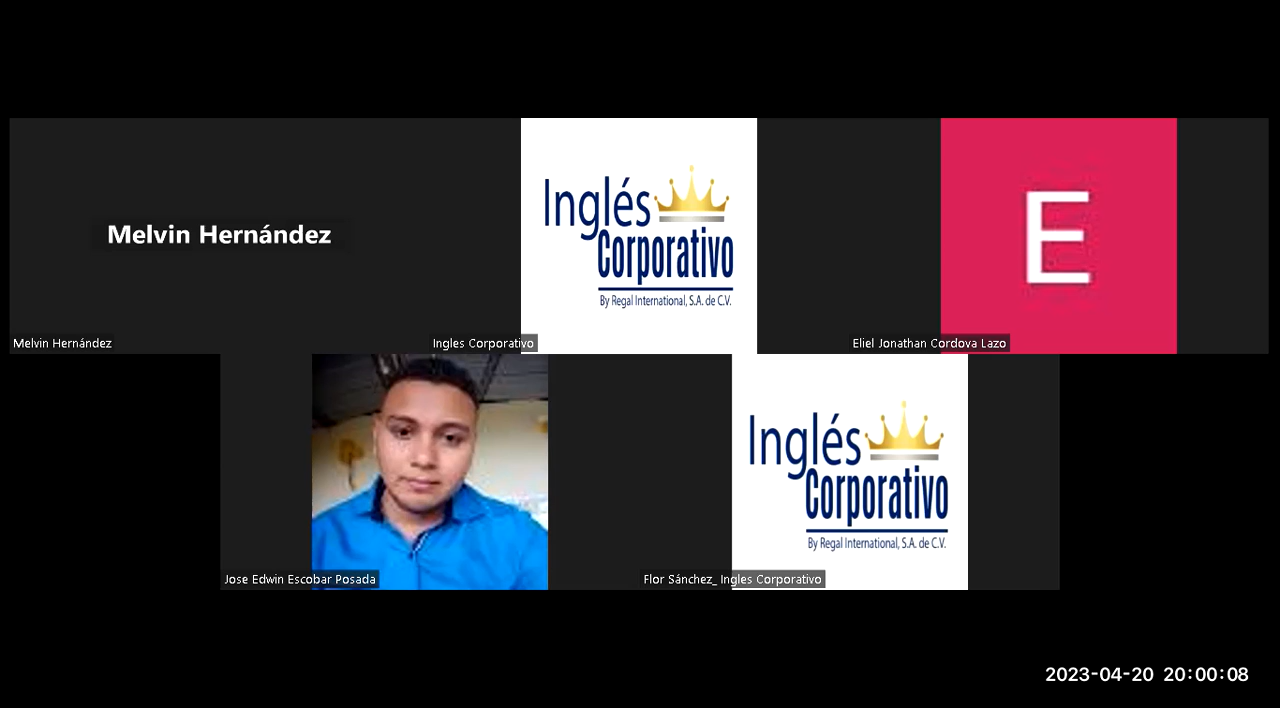 Melvin Hernández
Melvin Hernández
Inglés
Corporativo
By Regal International, S.A. de C.V.
Ingles Corporativo
E
Eliel Jonathan Cordova Lazo
Jose Edwin Escobar Posada
Inglés
Corporativo
By Regal International, S.A. de C.V.
Flor Sánchez_ Ingles Corporativo
2023-04-20 20:00:08